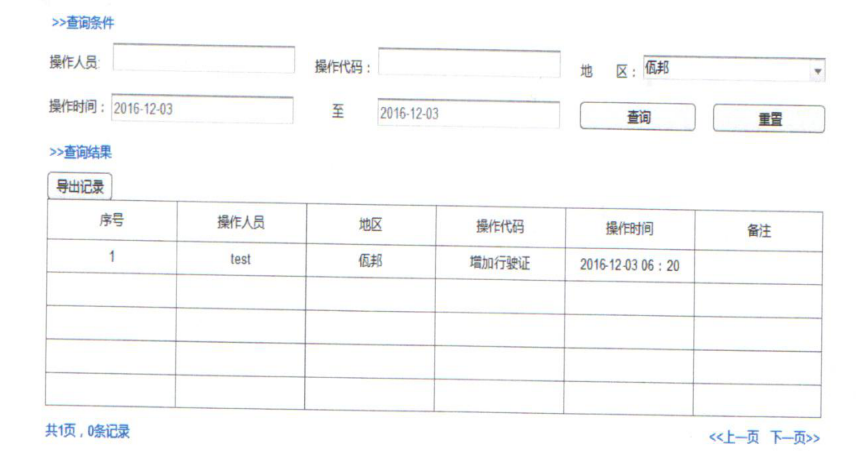 >>查询条件
操作人员:
操作代码：
地 区：佤邦
操作时间：2016-12-03 至 2016-12-03 查询 重置
>>查询结果
导出记录
序号 操作人员 地区 操作代码 操作时间 备注
1 test 佤邦 增加行驶证 2016-12-03 06：20
共1页，0条记录 <<上一页 下一页>>